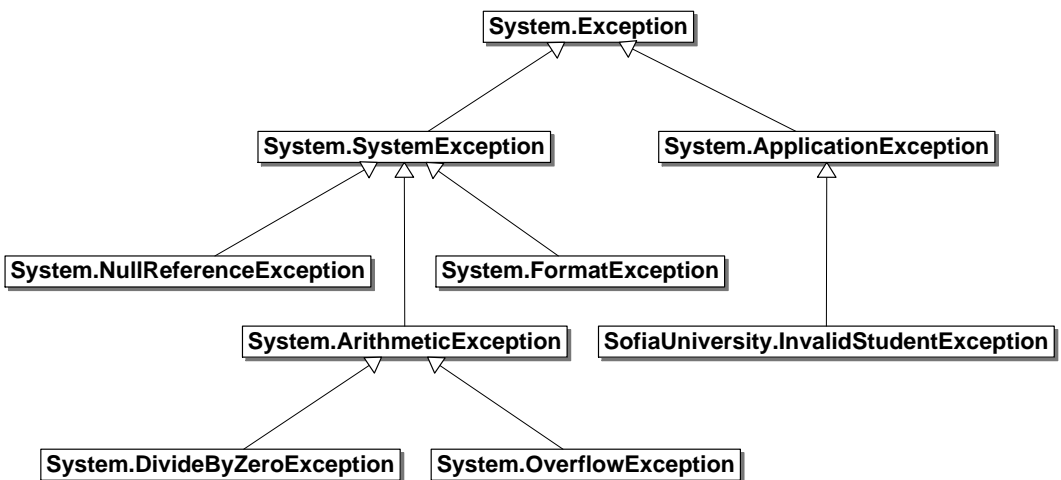 System.Exception
System.SystemException
System.ApplicationException
System.NullReferenceException
System.FormatException
System.ArithmeticException
SofiaUniversity.InvalidStudentException
System.DivideByZeroException
System.OverflowException